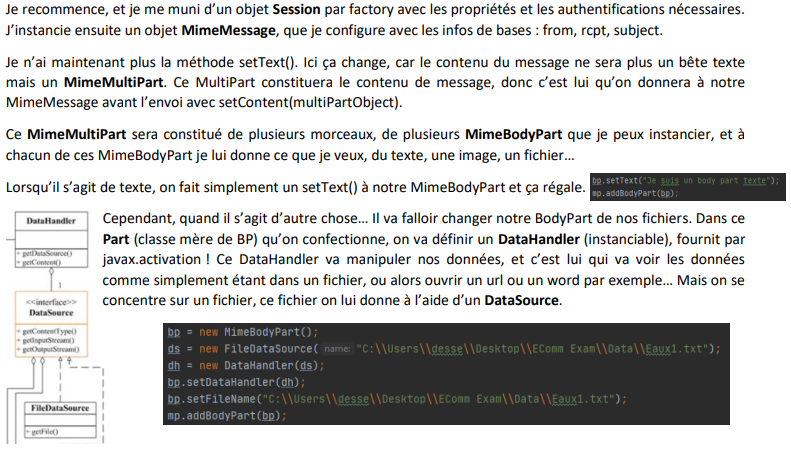 Je recommence, et je me muni d'un objet Session par factory avec les propriétés et les authentifications nécessaires.
J'instancie ensuite un objet MimeMessage, que je configure avec les infos de bases : from, rcpt, subject.
Je n'ai maintenant plus la méthode setText(). Ici ça change, car le contenu du message ne sera plus un bête texte
mais un MimeMultiPart. Ce MultiPart constituera le contenu de message, donc c'est lui qu'on donnera à notre
MimeMessage avant l'envoi avec setContent(multiPartObject).
Ce MimeMultiPart sera constitué de plusieurs morceaux, de plusieurs MimeBodyPart que je peux instancier, et à
chacun de ces MimeBodyPart je lui donne ce que je veux, du texte, une image, un fichier…
Lorsqu'il s'agit de texte, on fait simplement un setText() à notre MimeBodyPart et ça régale.
bp.setText("Je suis un body part texte");
mp.addBodyPart(bp);
DataHandler
+ getDataSource()
+ getContent()
1
<<interface>>
DataSource
+ getContentType()
+ getInputStream()
+ getOutputStream()
FileDataSource
+ getFile()
Cependant, quand il s'agit d'autre chose… Il va falloir changer notre BodyPart de nos fichiers. Dans ce
Part (classe mère de BP) qu'on confectionne, on va définir un DataHandler (instanciable), fournit par
javax.activation ! Ce DataHandler va manipuler nos données, et c'est lui qui va voir les données
comme simplement étant dans un fichier, ou alors ouvrir un url ou un word par exemple… Mais on se
concentre sur un fichier, ce fichier on lui donne à l'aide d'un DataSource.
bp = new MimeBodyPart();
ds = new FileDataSource( name: "C:\\Users\\desse\\Desktop\\EComm Exam\\Data\\Eaux1.txt");
dh = new DataHandler(ds);
bp.setDataHandler(dh);
bp.setFileName("C:\\Users\\desse\\Desktop\\EComm Exam\\Data\\Eaux1.txt");
mp.addBodyPart(bp);